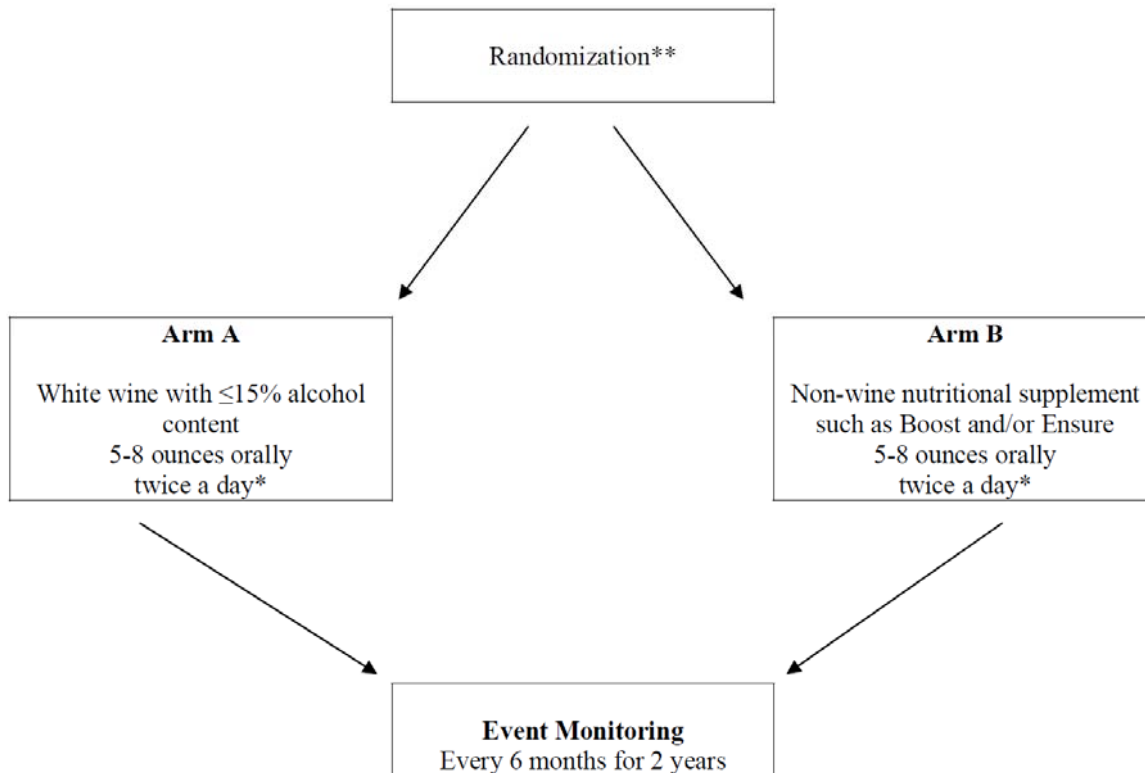 Randomization**
Arm A
White wine with ≤15% alcohol
content
5-8 ounces orally
twice a day*
Arm B
Non-wine nutritional supplement
such as Boost and/or Ensure
5-8 ounces orally
twice a day*
Event Monitoring
Every 6 months for 2 years